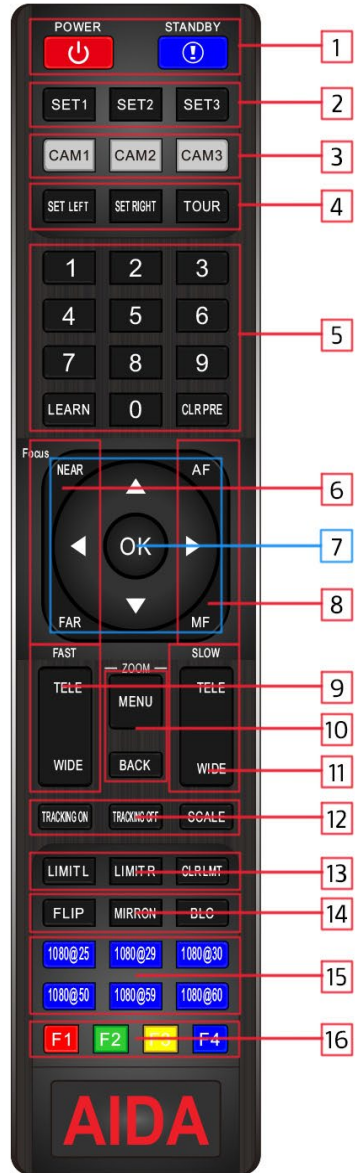 POWER STANDBY
1
SET1 SET2 SET3
2
CAM1 CAM2 CAM3
3
SET LEFT SET RIGHT TOUR
4
1 2 3
4 5 6
5
7 8 9
LEARN 0 CLR PRE
Focus
NEAR AF
6
OK
7
8
FAR MF
FAST ZOOM SLOW
TELE MENU TELE
9
10
WIDE BACK WIDE
11
TRACKING ON TRACKING OFF SCALE
12
LIMIT L LIMIT R CLR LMT
13
FLIP MIRRON BLC
14
1080@25 1080@29 1080@30
15
1080@50 1080@59 1080@60
F1 F2 F3 F4
16
AIDA